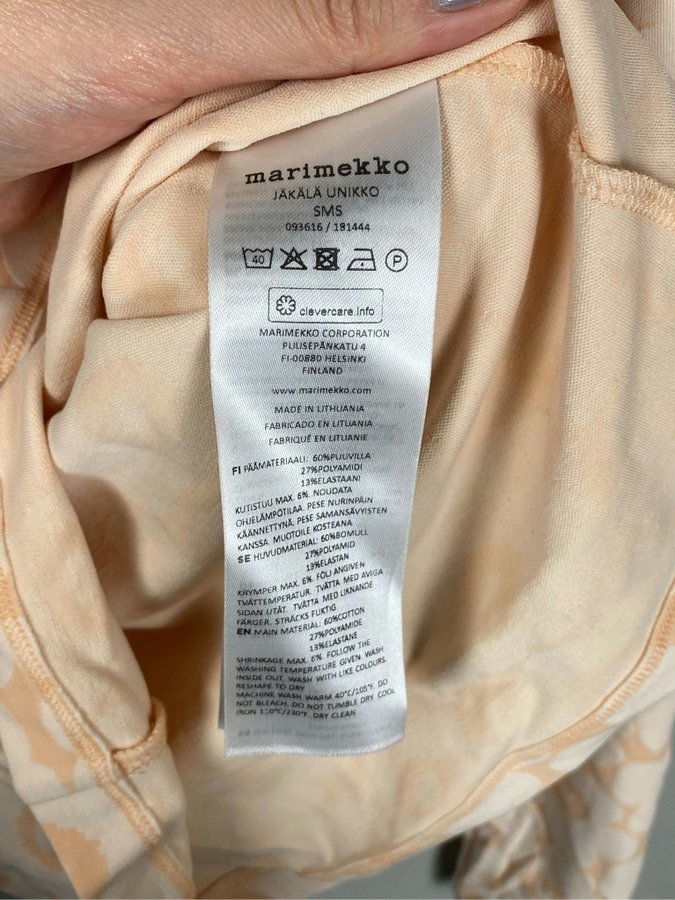 marimekko
JÄKÄLÄ UNIKKO
SMS
093616 / 181444
40 P
clevercare.info
MARIMEKKO CORPORATION
PUUSEPÄNKATU 4
FI-00880 HELSINKI
FINLAND
www.marimekko.com
MADE IN LITHUANIA
FABRICADO EN LITUANIA
FABRIQUÉ EN LITUANIE
FI PÄÄMATERIAALI: 60%PUUVILLA
27%POLYAMIDI
13%ELASTAANI
KUTISTUU MAX. 6%. NOUDATA
OHJELÄMPÖTILAA. PESE NURINPÄIN
KÄÄNNETTYNÄ. PESE SAMANSÄVYISTEN
KANSSA. MUOTOILE KOSTEANA
SE HUVUDMATERIAL: 60%BOMULL
27%POLYAMID
13%ELASTAN
KRYMPER MAX. 6%. FÖLJ ANGIVEN
TVÄTTEMPERATUR. TVÄTTA MED AVIGA
SIDAN UTÅT. TVÄTTA MED LIKNANDE
FÄRGER. STRÄCKS FUKTIG
EN MAIN MATERIAL: 60%COTTON
27%POLYAMIDE
13%ELASTANE
SHRINKAGE MAX. 6%. FOLLOW THE
WASHING TEMPERATURE GIVEN. WASH
INSIDE OUT. WASH WITH LIKE COLOURS.
RESHAPE TO DRY
MACHINE WASH WARM 40°C/105°F. DO
NOT BLEACH. DO NOT TUMBLE DRY. COOL
IRON 110°C/230°F. DRY CLEAN